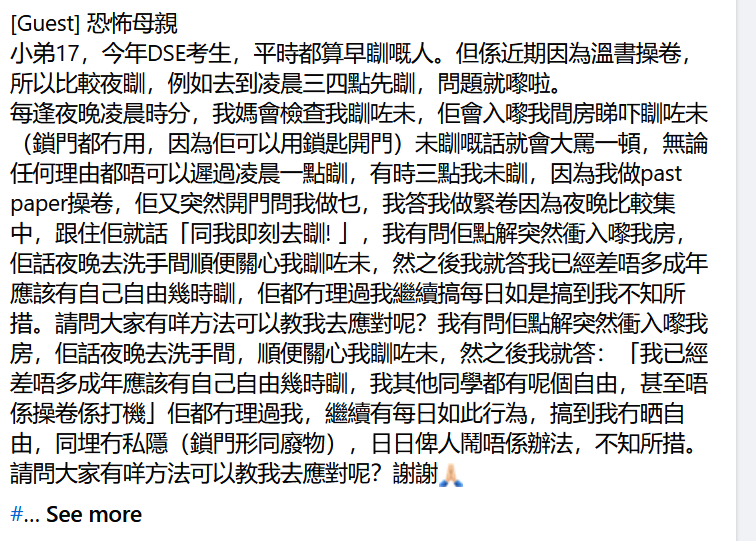 [Guest] 恐怖母親
小弟17，今年DSE考生，平時都算早瞓嘅人。但係近期因為溫書操卷，
所以比較夜瞓，例如去到凌晨三四點先瞓，問題就嚟啦。
每逢夜晚凌晨時分，我媽會檢查我瞓咗未，佢會入嚟我間房睇吓瞓咗未
（鎖門都冇用，因為佢可以用鎖匙開門）未瞓嘅話就會大罵一頓，無論
任何理由都唔可以遲過凌晨一點瞓，有時三點我未瞓，因為我做past
paper操卷，佢又突然開門問我做乜，我答我做緊卷因為夜晚比較集
中，跟住佢就話「同我即刻去瞓! 」，我有問佢點解突然衝入嚟我房，
佢話夜晚去洗手間順便關心我瞓咗未，然之後我就答我已經差唔多成年
應該有自己自由幾時瞓，佢都冇理過我繼續搞每日如是搞到我不知所
措。請問大家有咩方法可以教我去應對呢？我有問佢點解突然衝入嚟我
房，佢話夜晚去洗手間，順便關心我瞓咗未，然之後我就答：「我已經
差唔多成年應該有自己自由幾時瞓，我其他同學都有呢個自由，甚至唔
係操卷係打機」佢都冇理過我，繼續有每日如此行為，搞到我冇晒自
由，同埋冇私隱（鎖門形同廢物），日日俾人鬧唔係辦法，不知所措。
請問大家有咩方法可以教我去應對呢？謝謝🙏🏻
#... See more